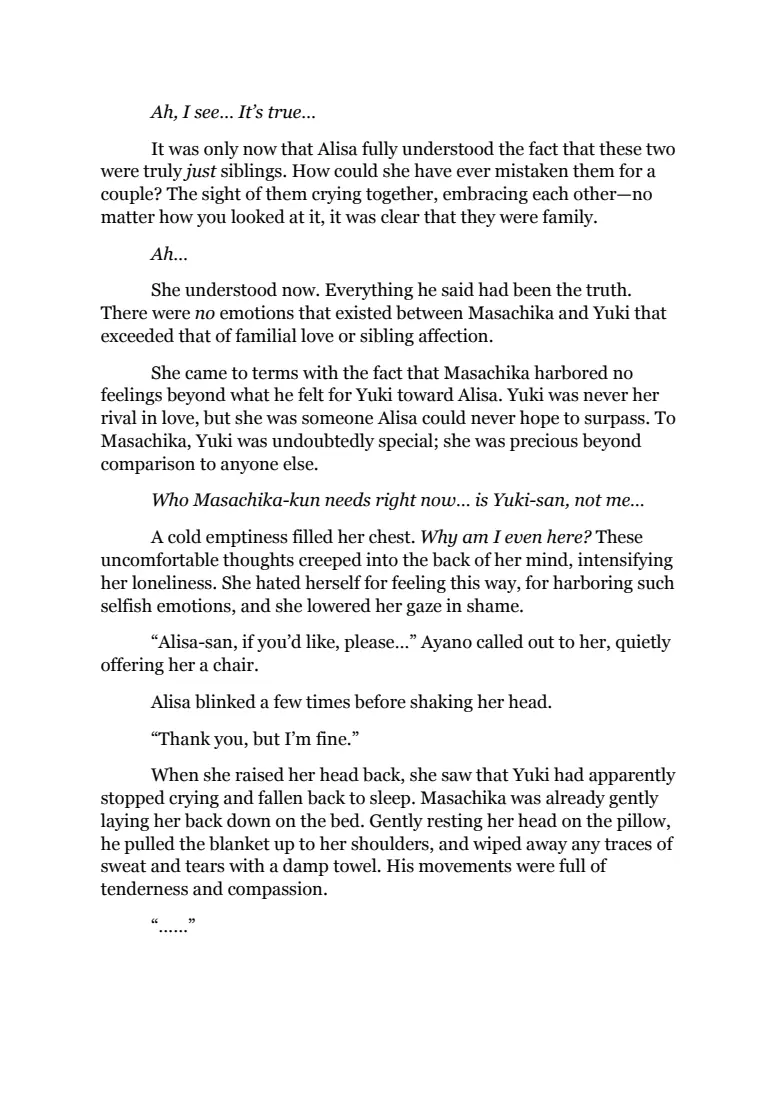 Ah, I see... It's true...
It was only now that Alisa fully understood the fact that these two
were truly just siblings. How could she have ever mistaken them for a
couple? The sight of them crying together, embracing each other—no
matter how you looked at it, it was clear that they were family.
Ah...
She understood now. Everything he said had been the truth.
There were no emotions that existed between Masachika and Yuki that
exceeded that of familial love or sibling affection.
She came to terms with the fact that Masachika harbored no
feelings beyond what he felt for Yuki toward Alisa. Yuki was never her
rival in love, but she was someone Alisa could never hope to surpass. To
Masachika, Yuki was undoubtedly special; she was precious beyond
comparison to anyone else.
Who Masachika-kun needs right now... is Yuki-san, not me...
A cold emptiness filled her chest. Why am I even here? These
uncomfortable thoughts creeped into the back of her mind, intensifying
her loneliness. She hated herself for feeling this way, for harboring such
selfish emotions, and she lowered her gaze in shame.
“Alisa-san, if you'd like, please...” Ayano called out to her, quietly
offering her a chair.
Alisa blinked a few times before shaking her head.
“Thank you, but I'm fine.”
When she raised her head back, she saw that Yuki had apparently
stopped crying and fallen back to sleep. Masachika was already gently
laying her back down on the bed. Gently resting her head on the pillow,
he pulled the blanket up to her shoulders, and wiped away any traces of
sweat and tears with a damp towel. His movements were full of
tenderness and compassion.
“......”